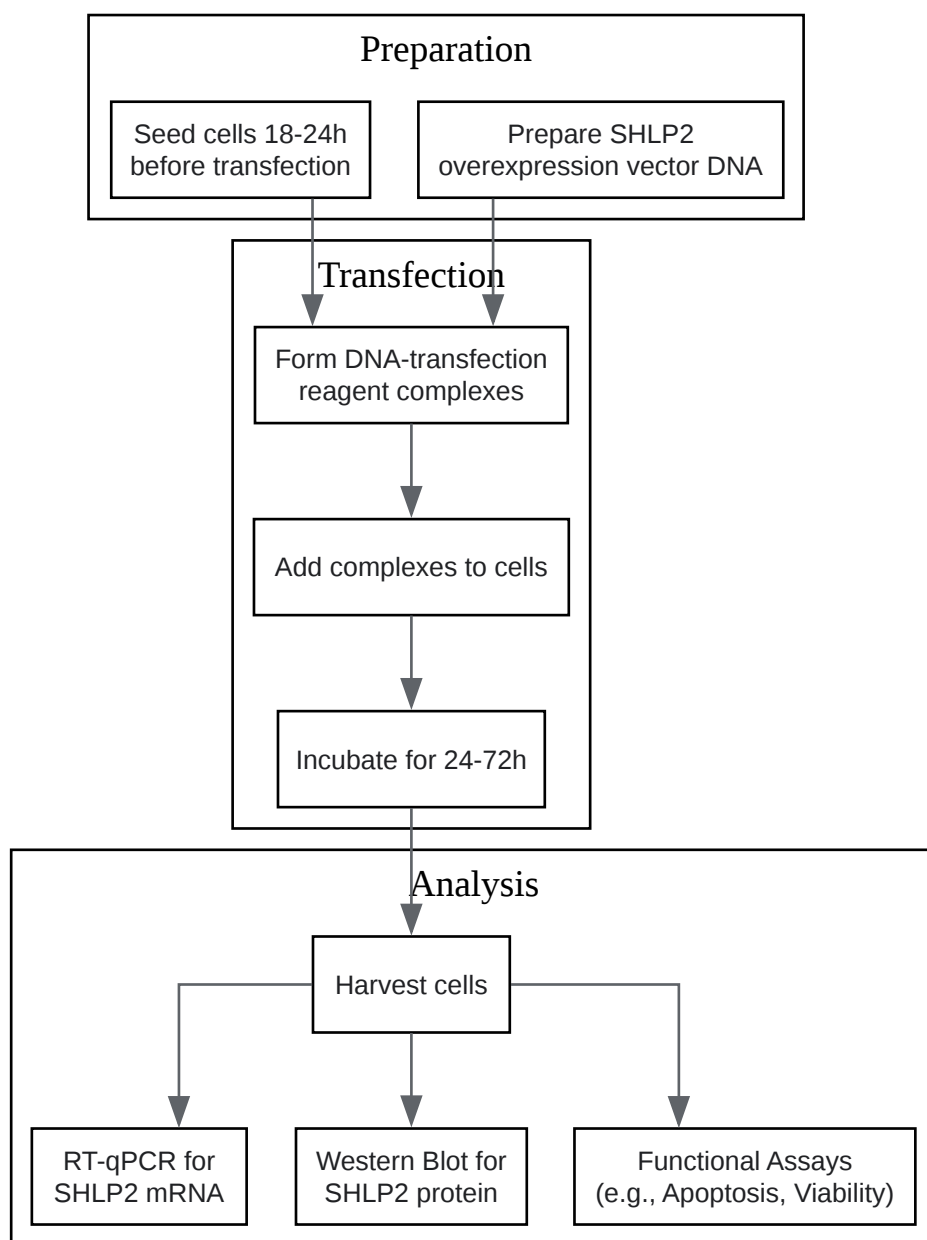 Preparation
Seed cells 18-24h
before transfection
Prepare SHLP2
overexpression vector DNA
Transfection
Form DNA-transfection
reagent complexes
Add complexes to cells
Incubate for 24-72h
Analysis
Harvest cells
RT-qPCR for
SHLP2 mRNA
Western Blot for
SHLP2 protein
Functional Assays
(e.g., Apoptosis, Viability)